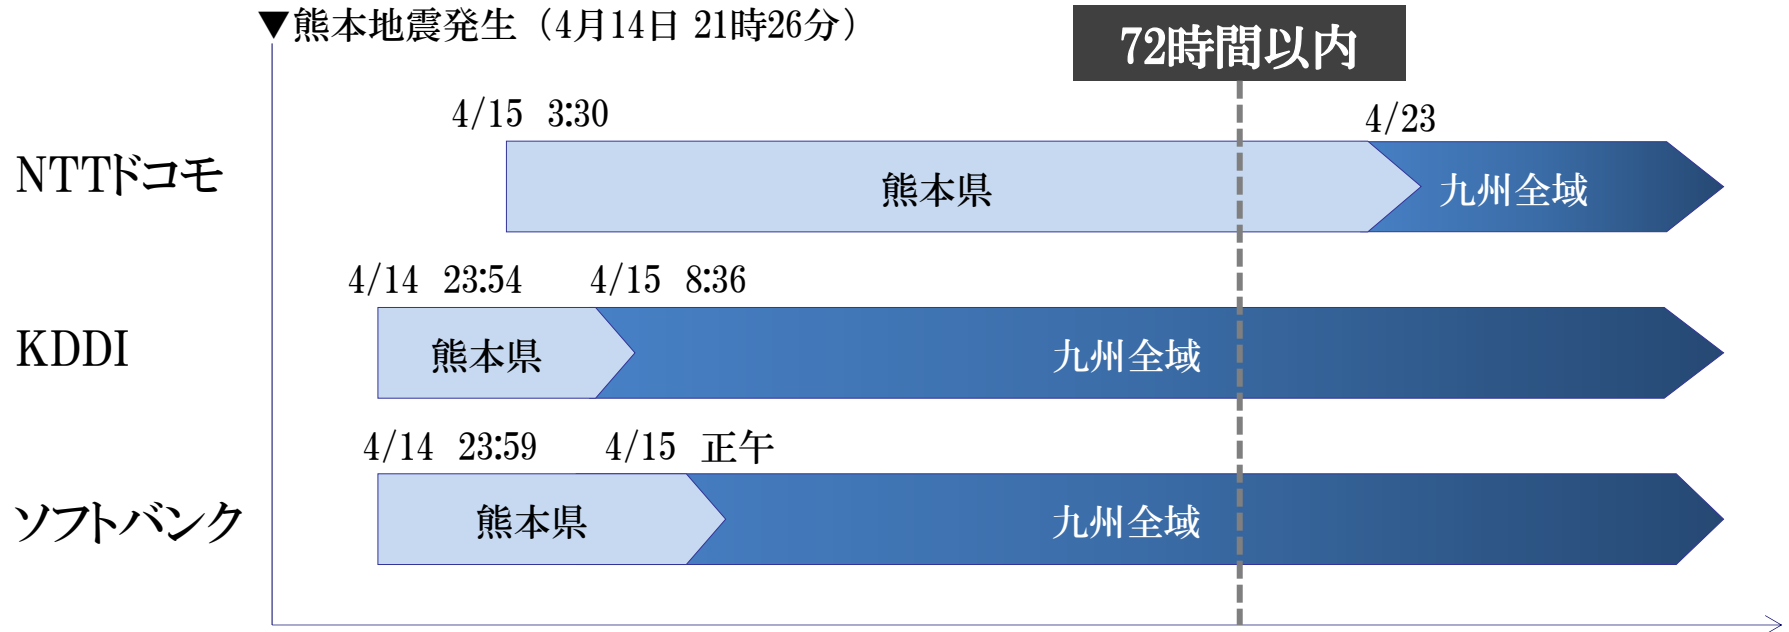 ▼熊本地震発生（4月14日 21時26分）
72時間以内
4/15 3:30
4/23
NTTドコモ
熊本県
九州全域
4/14 23:54
4/15 8:36
KDDI
熊本県
九州全域
4/14 23:59
4/15 正午
ソフトバンク
熊本県
九州全域